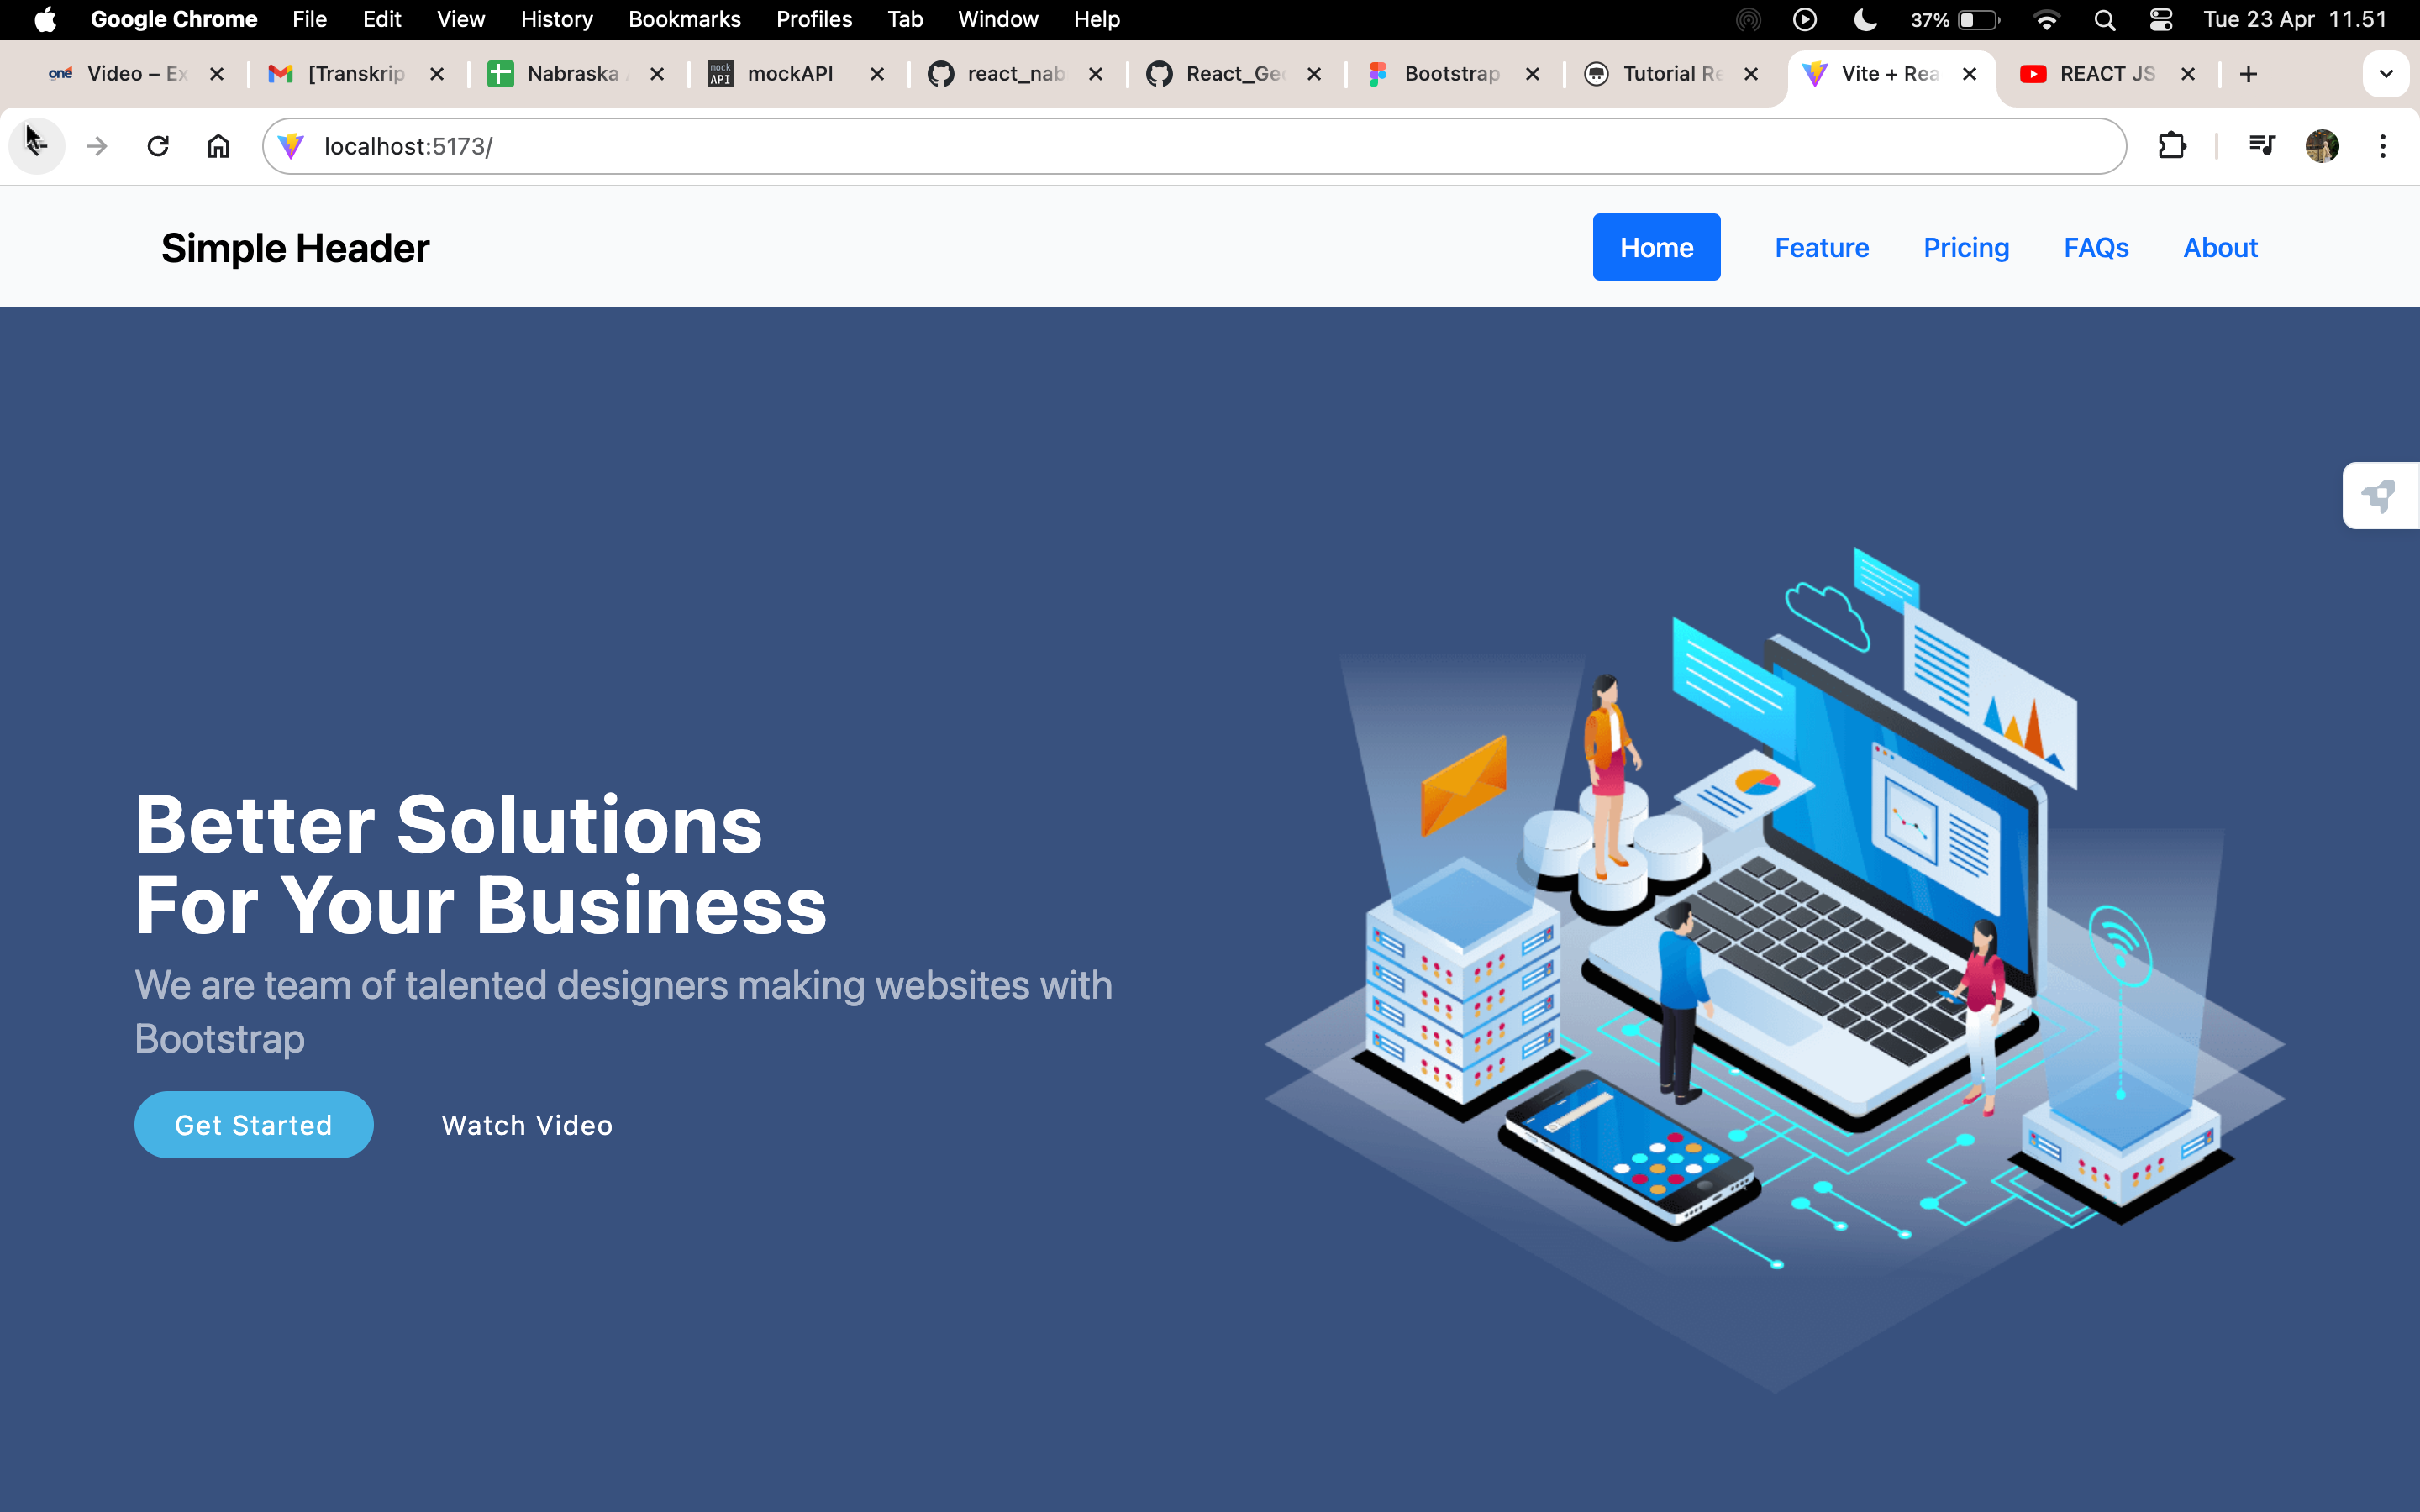 Google Chrome File Edit View History Bookmarks Profiles Tab Window Help 37% Tue 23 Apr 11.51
one Video – Ex [Transkrip Nabraska mock API mockAPI react_nab React_Ge Bootstrap Tutorial Re Vite + Rea REACT JS
localhost:5173/
Simple Header Home Feature Pricing FAQs About
Better Solutions
For Your Business
We are team of talented designers making websites with
Bootstrap
Get Started Watch Video